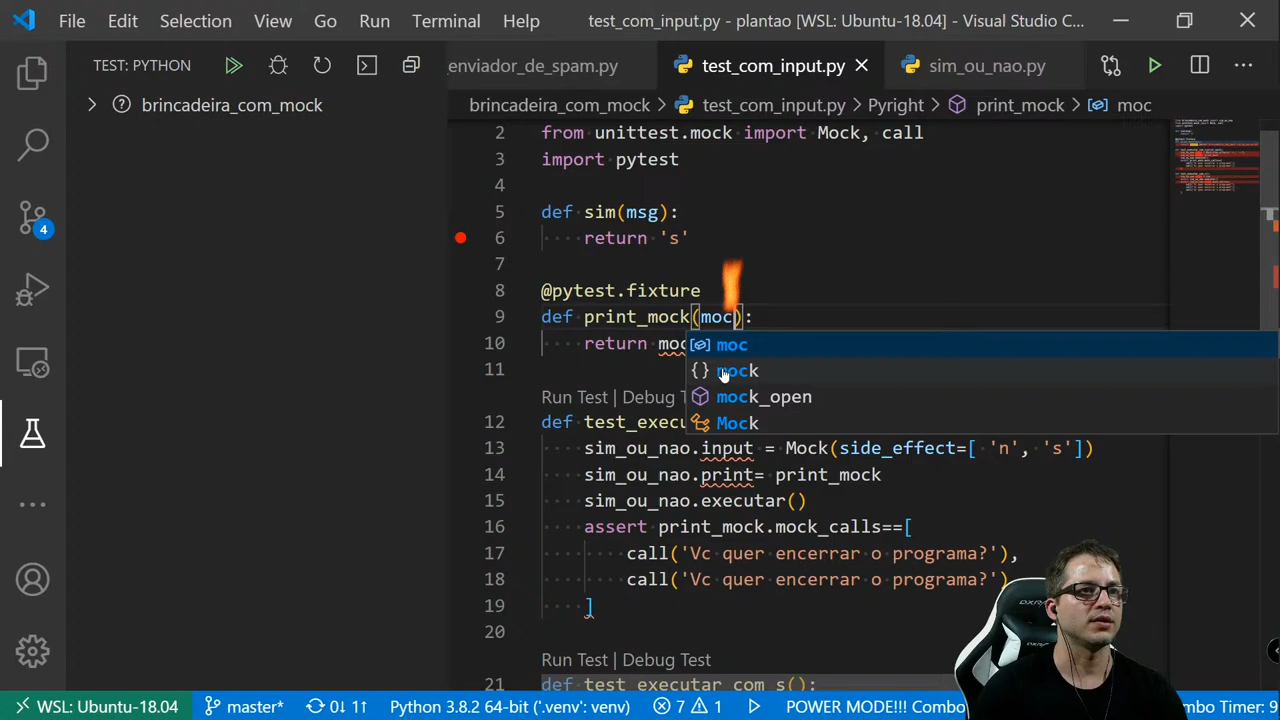 File Edit Selection View Go Run Terminal Help test_com_input.py - plantao [WSL: Ubuntu-18.04] - Visual Studio C...
TEST: PYTHON
enviador_de_spam.py test_com_input.py sim_ou_nao.py
brincadeira_com_mock
brincadeira_com_mock > test_com_input.py > Pyright > print_mock > moc
2 from unittest.mock import Mock, call
3 import pytest
4
5 def sim(msg):
6 return 's'
7
8 @pytest.fixture
9 def print_mock(moc):
10 return moc
moc
mock
mock_open
Mock
11
Run Test | Debug T
12 def test_execu
13 sim_ou_nao.input = Mock(side_effect=[ 'n', 's'])
14 sim_ou_nao.print= print_mock
15 sim_ou_nao.executar()
16 assert print_mock.mock_calls==[
17 call('Vc quer encerrar o programa?'),
18 call('Vc quer encerrar o programa?')
19 ]
20
Run Test | Debug Test
21 def test_executar_com_s():
4
WSL: Ubuntu-18.04 master* 0↓ 1↑ Python 3.8.2 64-bit ('.venv': venv) 7 1 POWER MODE!!! Combo ombo Timer: 9